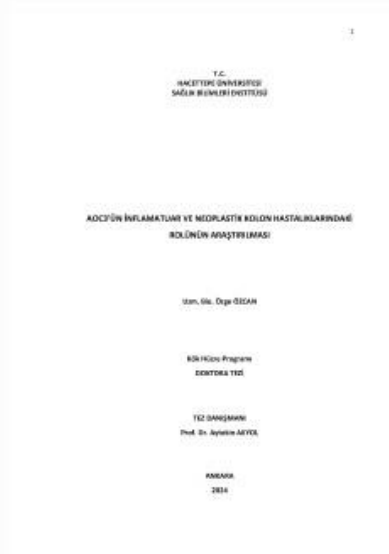 1
T.C.
HACETTEPE ÜNİVERSİTESİ
SAĞLIK BİLİMLERİ ENSTİTÜSÜ
AOC3'ÜN İNFLAMATUAR VE NEOPLASTİK KOLON HASTALIKLARINDAKİ
ROLÜNÜN ARAŞTIRILMASI
Uzm. Bio. Özge ÖZCAN
Kök Hücre Programı
DOKTORA TEZİ
TEZ DANIŞMANI
Prof. Dr. Aytekin AKYOL
ANKARA
2024